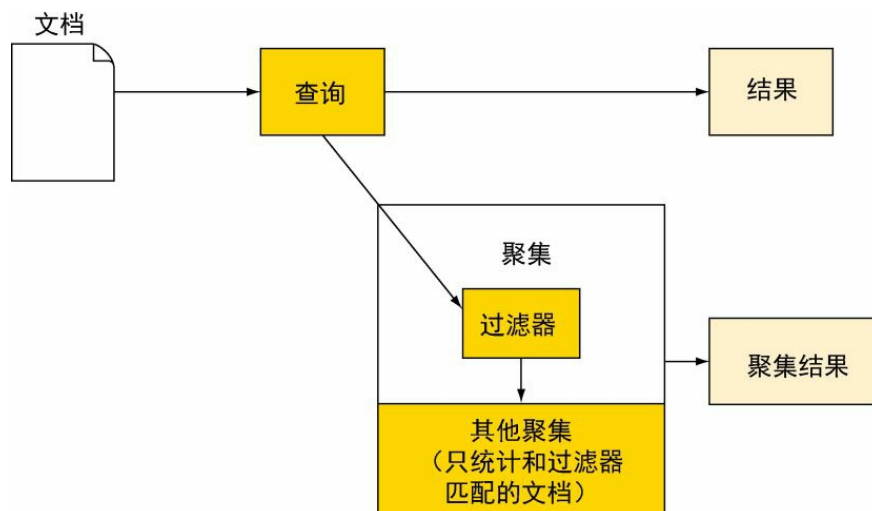 文档
查询
结果
聚集
过滤器
聚集结果
其他聚集
（只统计和过滤器
匹配的文档）